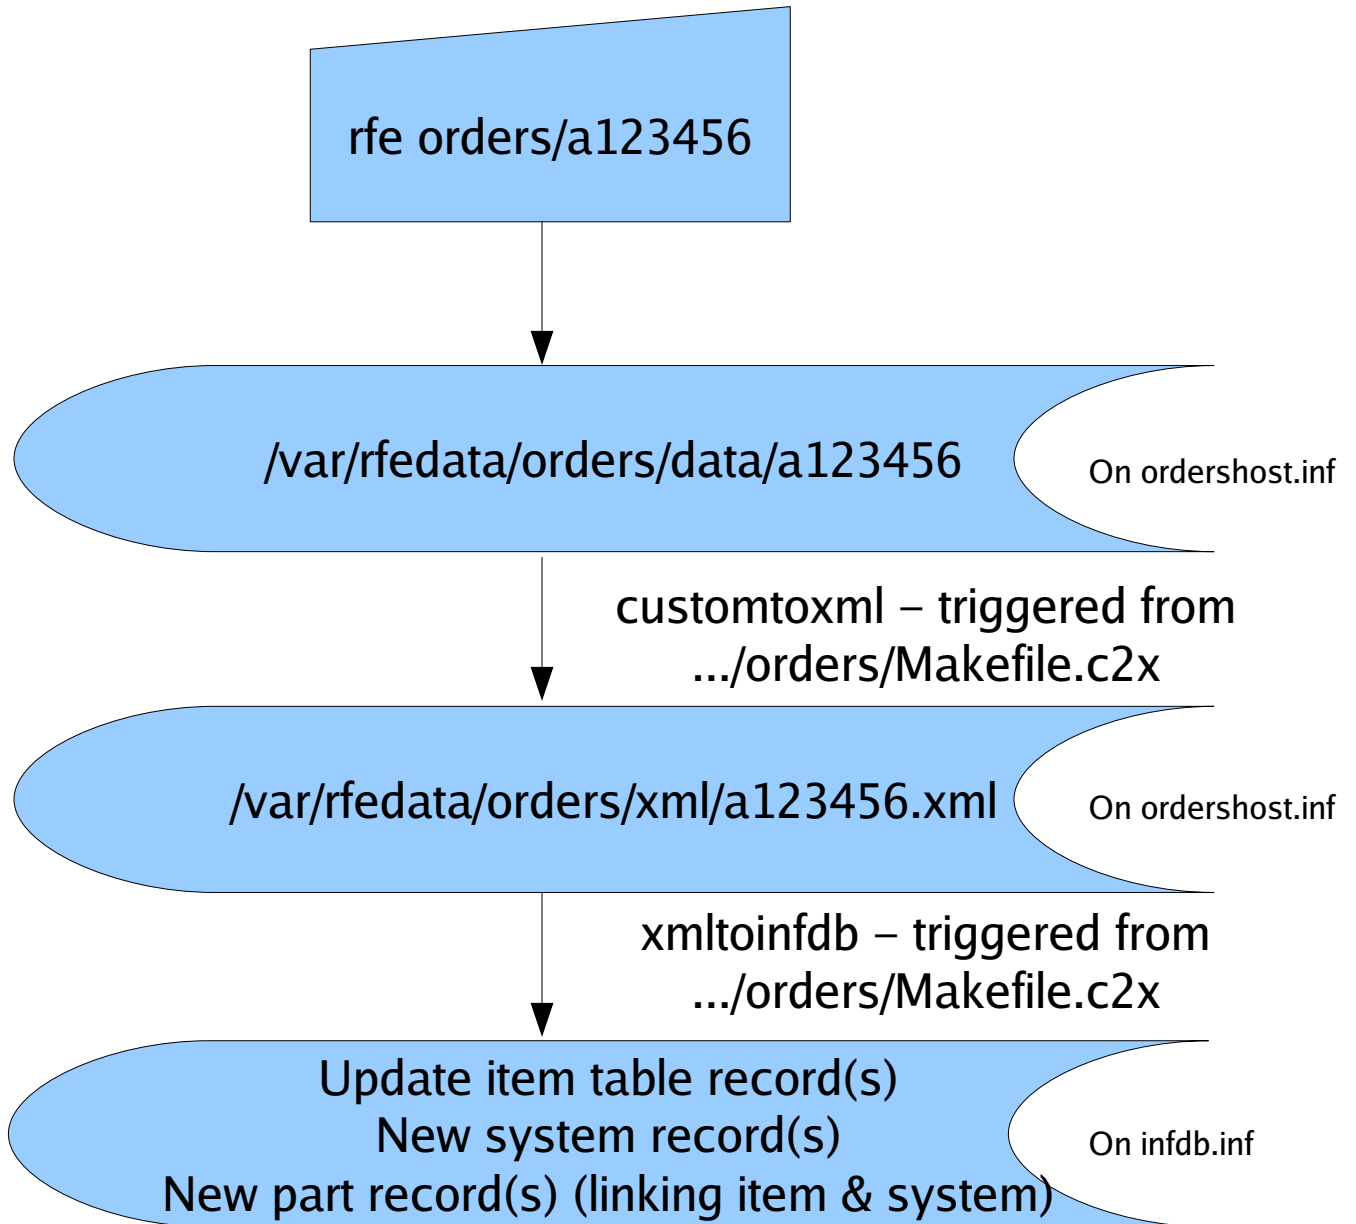 rfe orders/a123456
/var/rfedata/orders/data/a123456
On ordershost.inf
customtoxml – triggered from
.../orders/Makefile.c2x
/var/rfedata/orders/xml/a123456.xml
On ordershost.inf
xmltoinfdb – triggered from
.../orders/Makefile.c2x
Update item table record(s)
New system record(s)
New part record(s) (linking item & system)
On infdb.inf